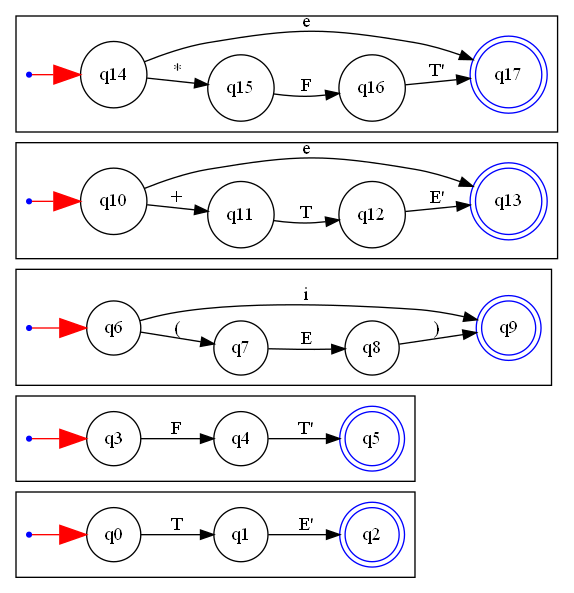 e
q14 * q15 F q16 T' q17
e
q10 + q11 T q12 E' q13
i
q6 ( q7 E q8 ) q9
q3 F q4 T' q5
q0 T q1 E' q2